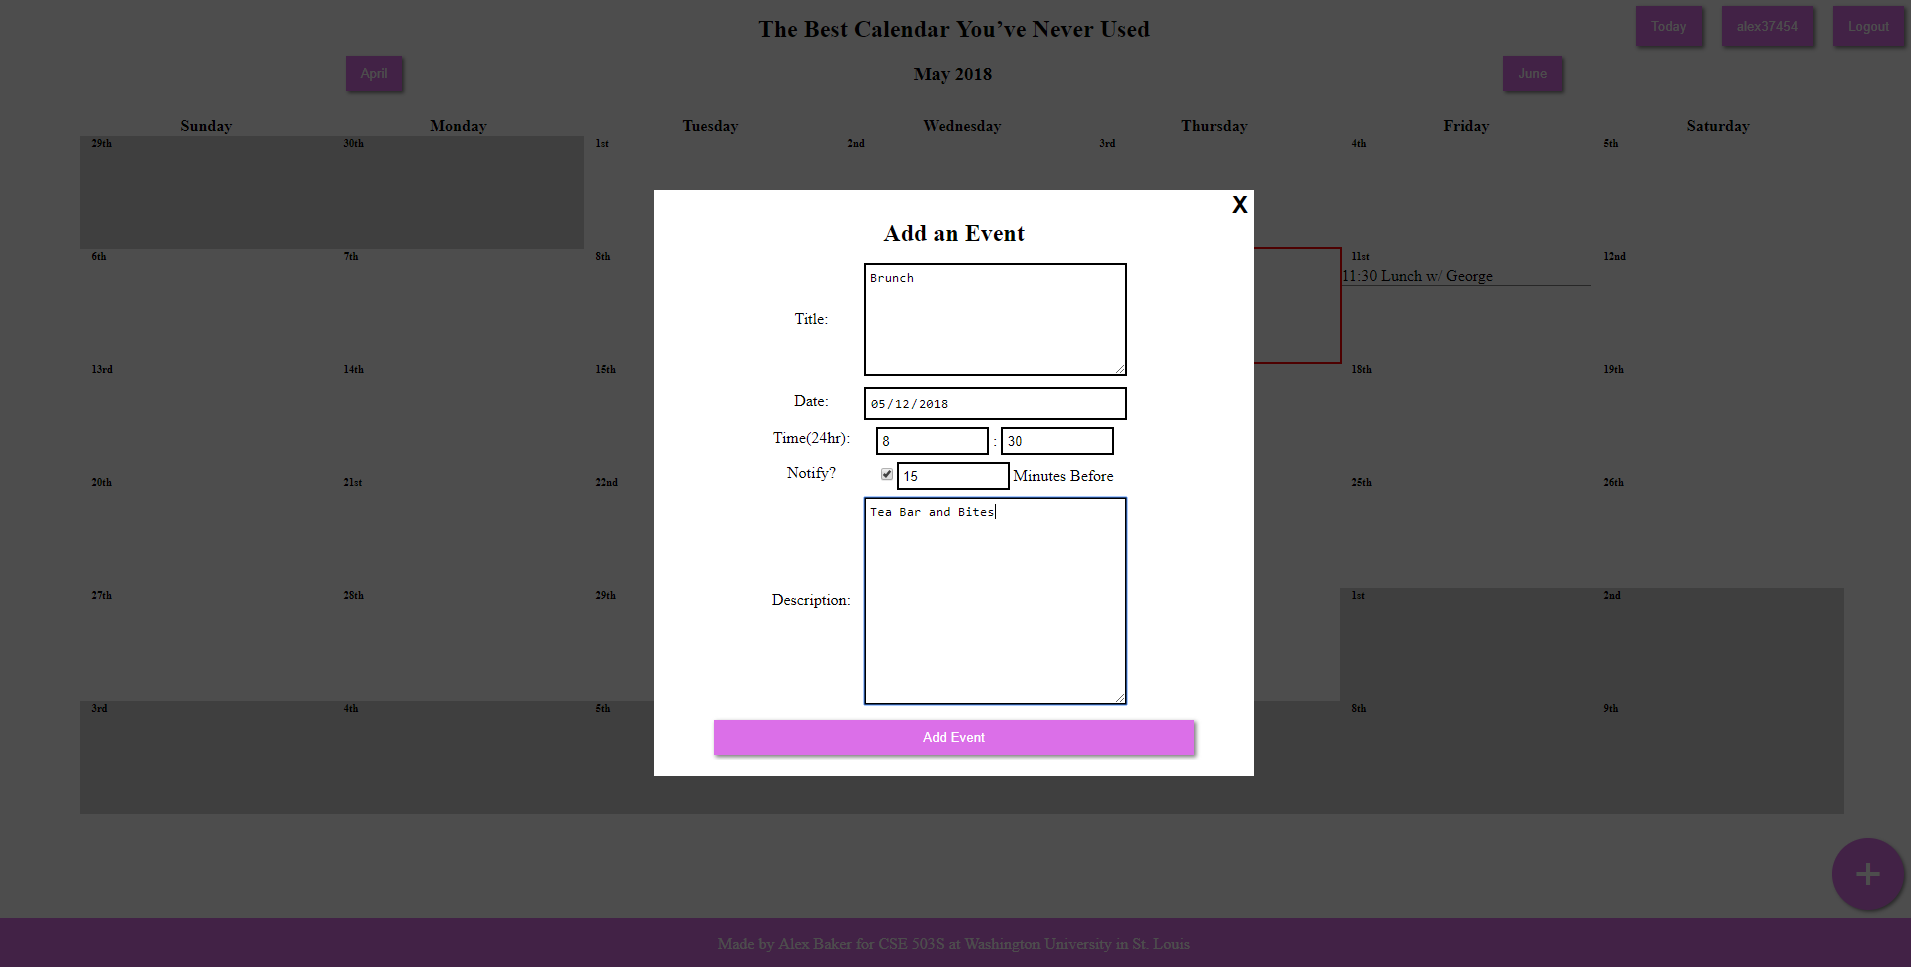 The Best Calendar You’ve Never Used
Today
alex37454
Logout
April
May 2018
June
Sunday Monday Tuesday Wednesday Thursday Friday Saturday
29th 30th 1st 2nd 3rd 4th 5th
6th 7th 8th 11st 12nd
11:30 Lunch w/ George
13rd 14th 15th 18th 19th
20th 21st 22nd 25th 26th
27th 28th 29th 1st 2nd
3rd 4th 5th 8th 9th
X
Add an Event
Title: Brunch
Date: 05/12/2018
Time(24hr): 8 : 30
Notify? 15 Minutes Before
Description: Tea Bar and Bites
Add Event
+
Made by Alex Baker for CSE 503S at Washington University in St. Louis